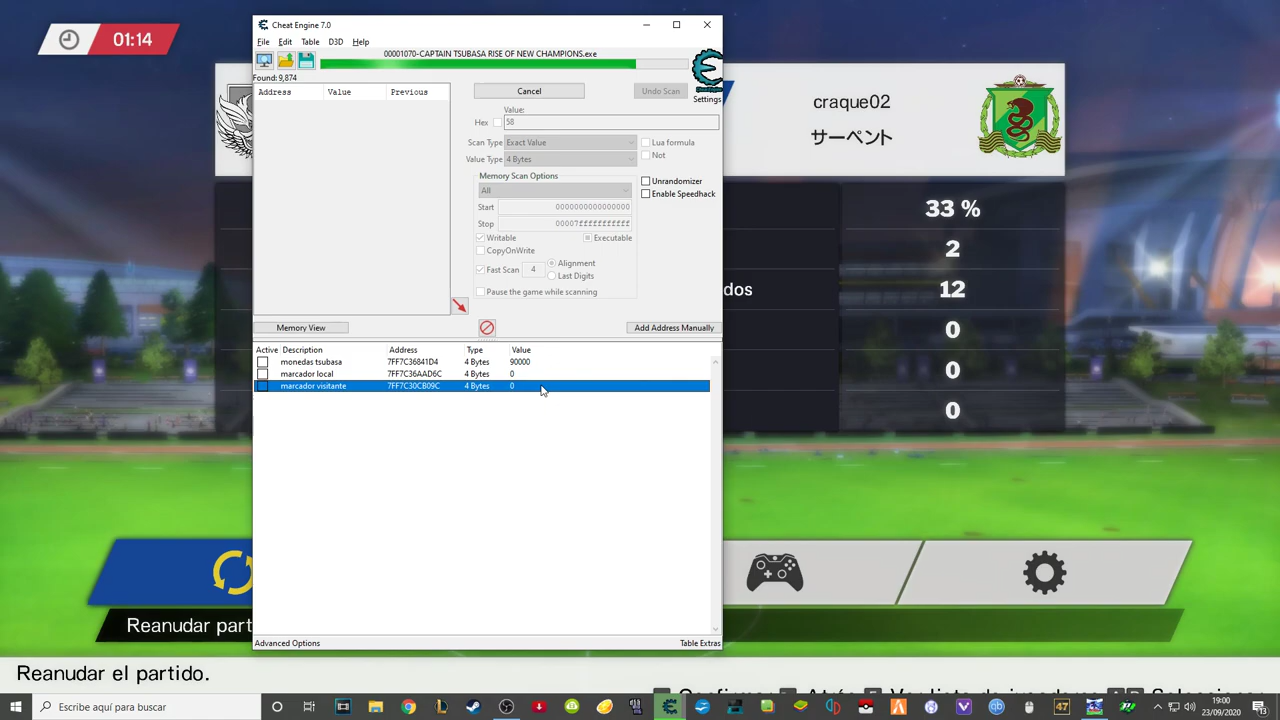 01:14
Cheat Engine 7.0
File Edit Table D3D Help
00001070-CAPTAIN TSUBASA RISE OF NEW CHAMPIONS.exe
Found: 9,874
Address Value Previous
Cancel
Undo Scan
Settings
Value:
Hex 58
Scan Type Exact Value
Lua formula
Value Type 4 Bytes
Not
Memory Scan Options
All
Unrandomizer
Enable Speedhack
Start 0000000000000000
Stop 00007fffffffffff
Writable Executable
CopyOnWrite
Fast Scan 4 Alignment
Last Digits
Pause the game while scanning
Memory View
Add Address Manually
Active Description Address Type Value
monedas tsubasa 7FF7C36841D4 4 Bytes 90000
marcador local 7FF7C36AAD6C 4 Bytes 0
marcador visitante 7FF7C30CB09C 4 Bytes 0
Advanced Options Table Extras
craque02
サーペント
33 %
2
dos 12
0
0
0
Reanudar part
Reanudar el partido.
Escribe aquí para buscar
47
19:00
23/09/2020